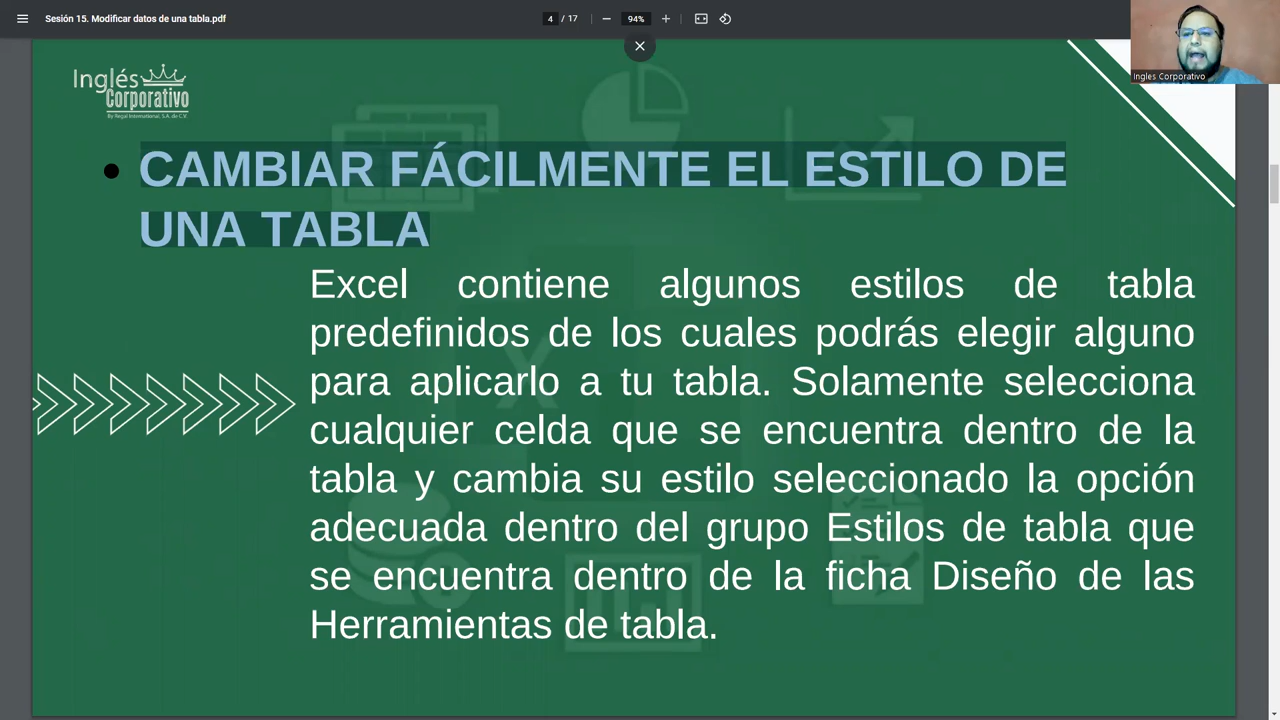 Sesión 15. Modificar datos de una tabla.pdf
4 / 17
94%
Ingles Corporativo
Inglés
Corporativo
By Regal International, S.A. de C.V.
• CAMBIAR FÁCILMENTE EL ESTILO DE
UNA TABLA
Excel contiene algunos estilos de tabla
predefinidos de los cuales podrás elegir alguno
para aplicarlo a tu tabla. Solamente selecciona
cualquier celda que se encuentra dentro de la
tabla y cambia su estilo seleccionado la opción
adecuada dentro del grupo Estilos de tabla que
se encuentra dentro de la ficha Diseño de las
Herramientas de tabla.